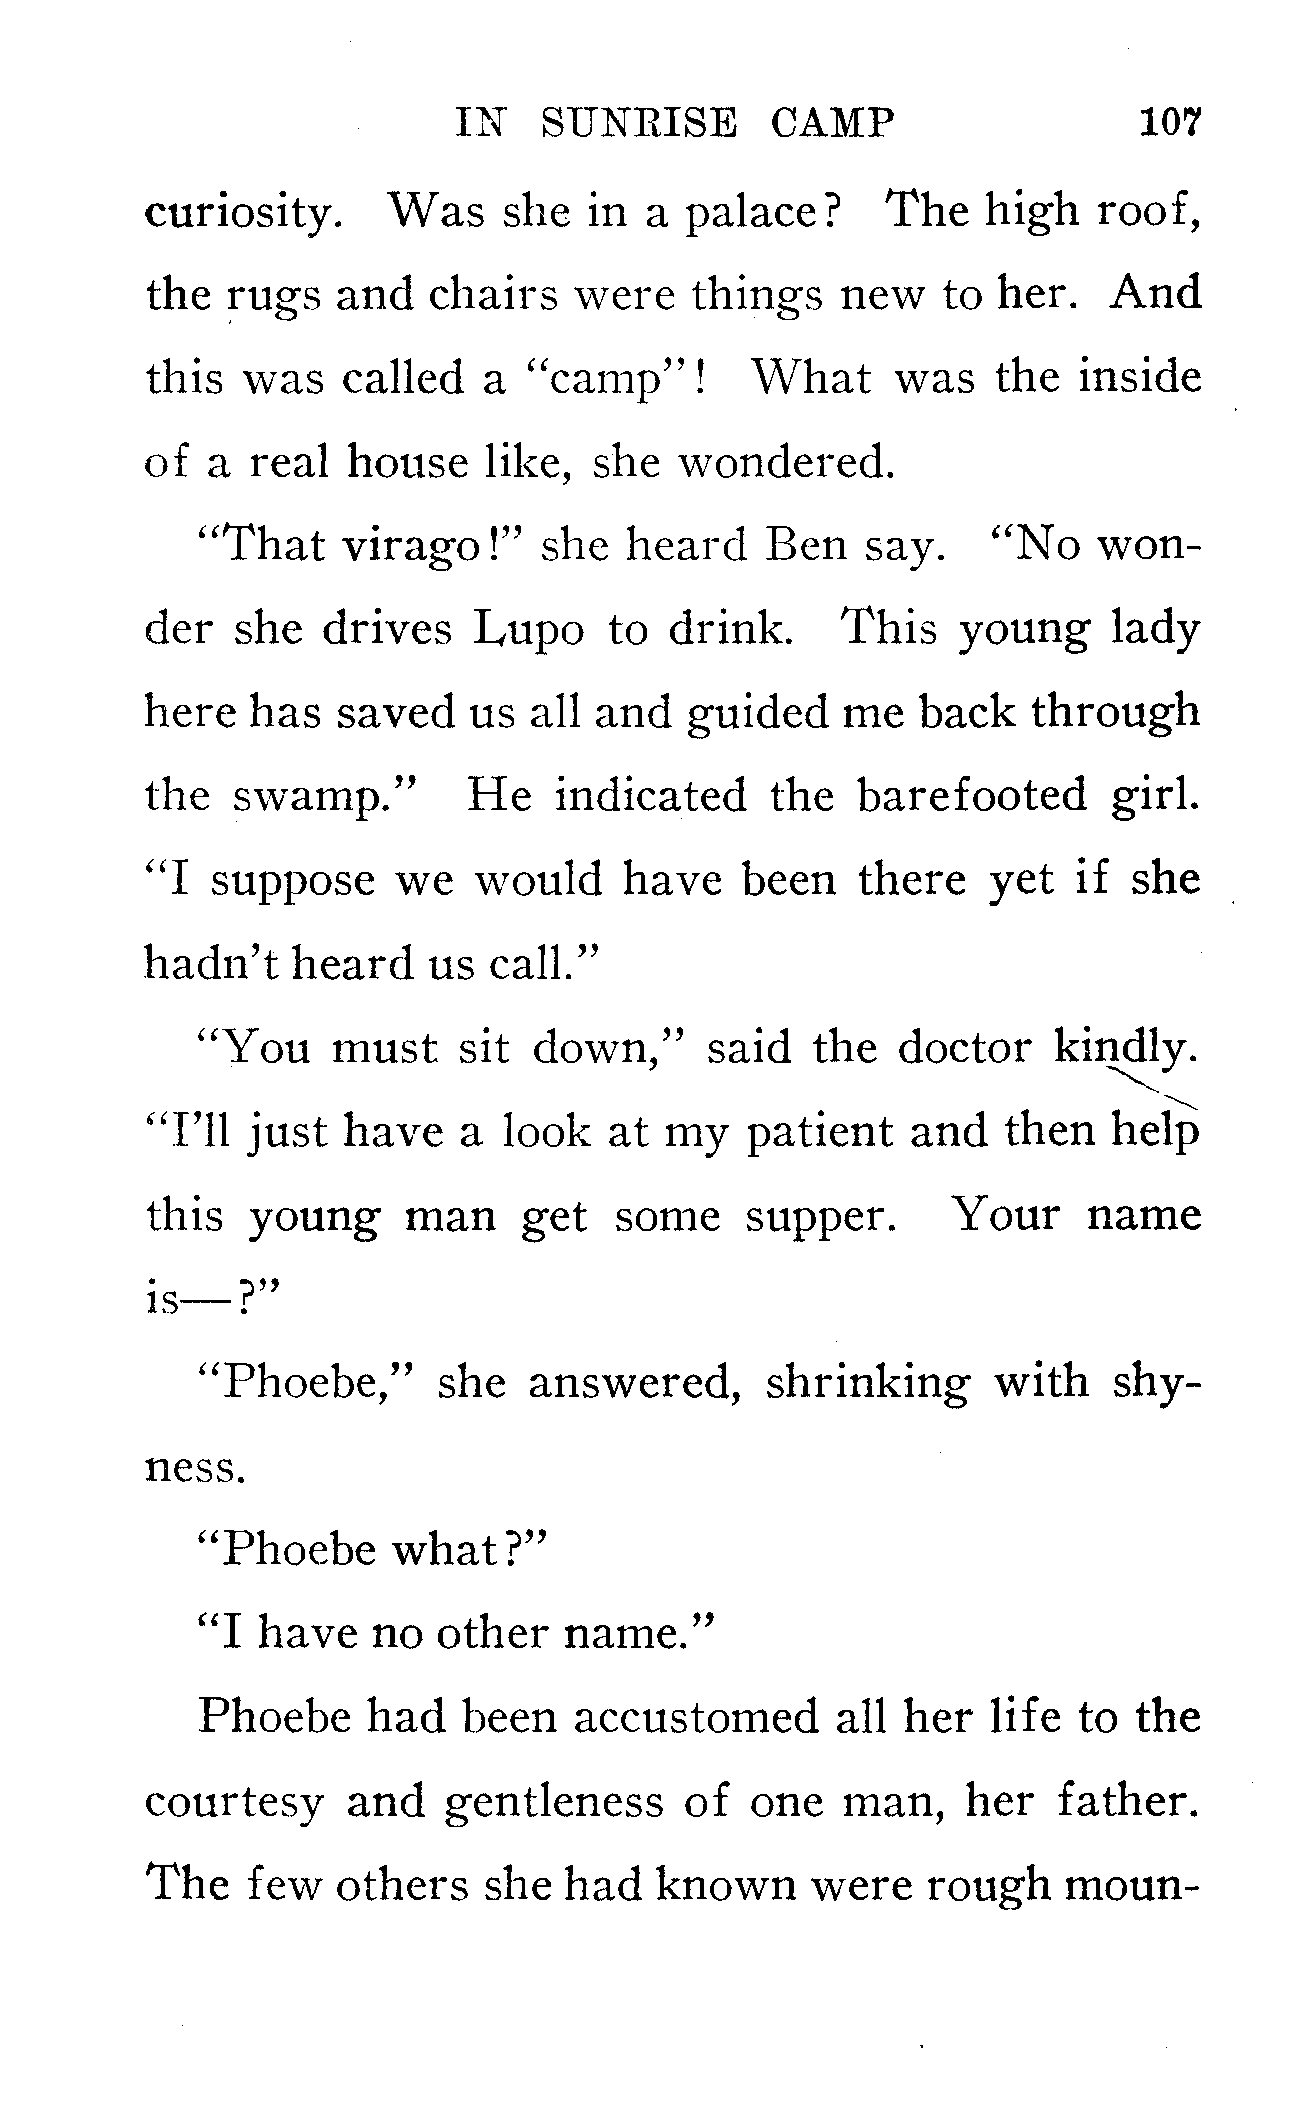 IN SUNRISE CAMP 107
curiosity. Was she in a palace? The high roof,
the rugs and chairs were things new to her. And
this was called a “camp”! What was the inside
of a real house like, she wondered.
“That virago!” she heard Ben say. “No won-
der she drives Lupo to drink. This young lady
here has saved us all and guided me back through
the swamp.” He indicated the barefooted girl.
“I suppose we would have been there yet if she
hadn’t heard us call.”
“You must sit down,” said the doctor kindly.
“I’ll just have a look at my patient and then help
this young man get some supper. Your name
is—?”
“Phoebe,” she answered, shrinking with shy-
ness.
“Phoebe what?”
“I have no other name.”
Phoebe had been accustomed all her life to the
courtesy and gentleness of one man, her father.
The few others she had known were rough moun-